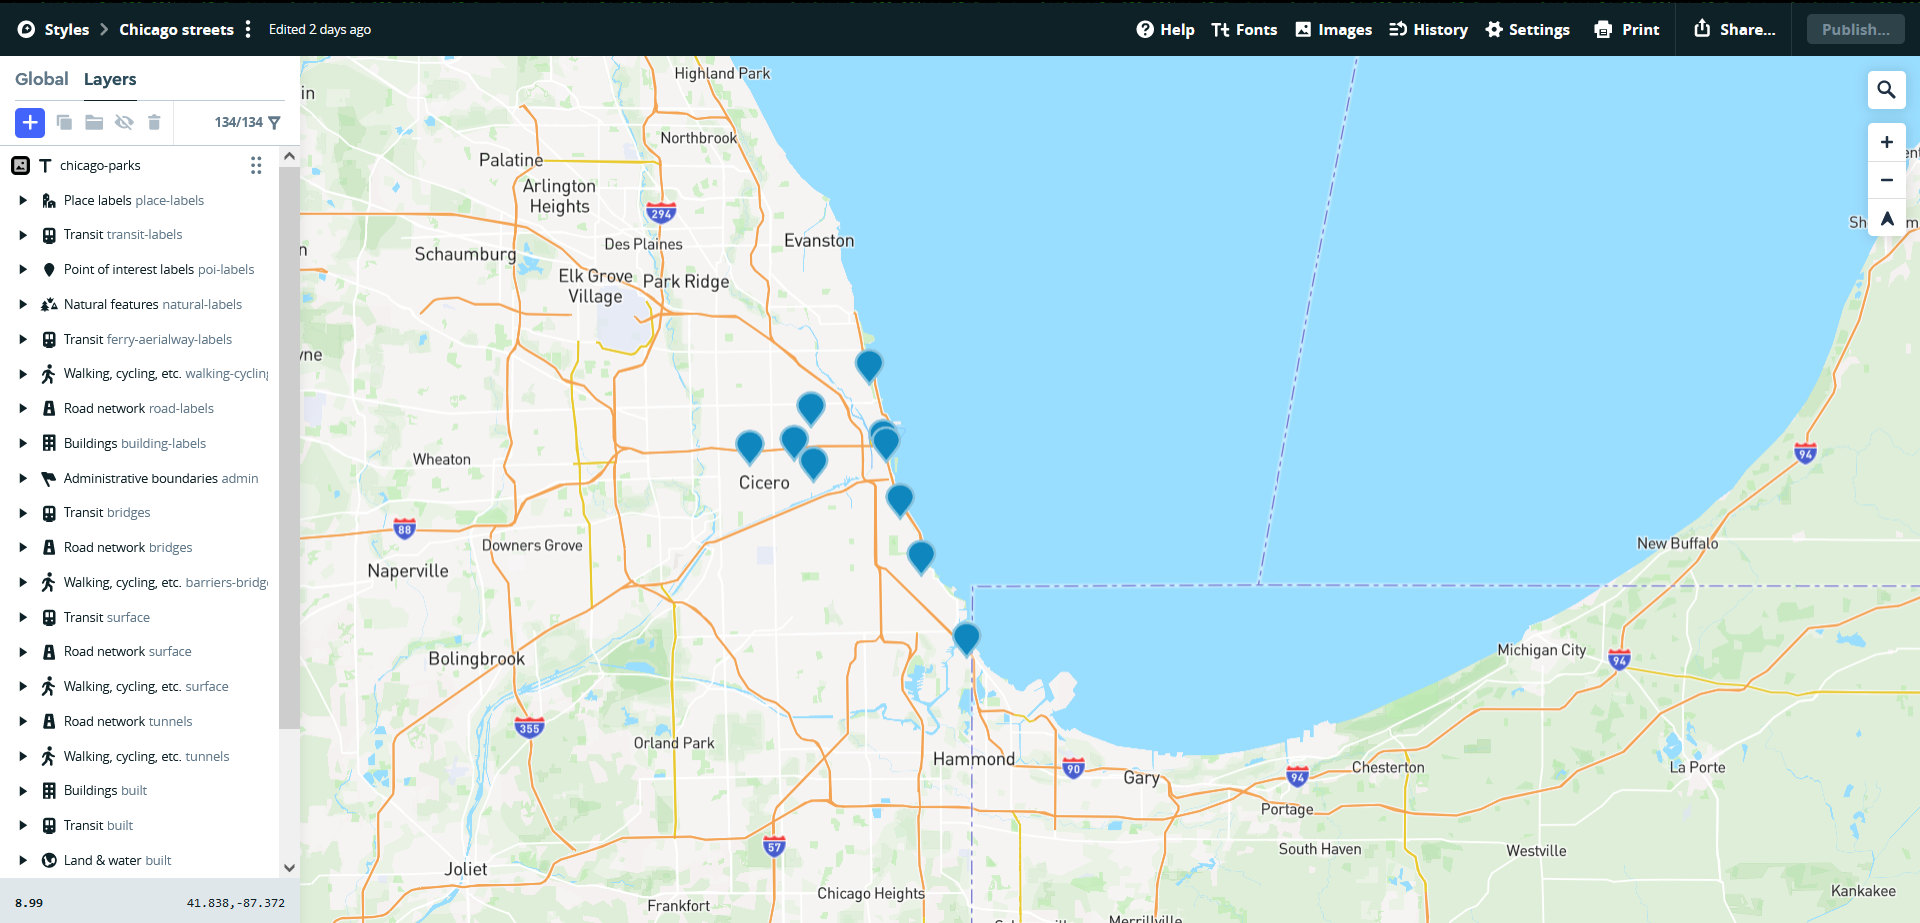 Styles > Chicago streets Edited 2 days ago Help Fonts Images History Settings Print Share... Publish...
Global Layers
134/134
T chicago-parks
Place labels place-labels
Transit transit-labels
Point of interest labels poi-labels
Natural features natural-labels
Transit ferry-aerialway-labels
Walking, cycling, etc. walking-cycling
Road network road-labels
Buildings building-labels
Administrative boundaries admin
Transit bridges
Road network bridges
Walking, cycling, etc. barriers-bridge
Transit surface
Road network surface
Walking, cycling, etc. surface
Road network tunnels
Walking, cycling, etc. tunnels
Buildings built
Transit built
Land & water built
8.99 41.838,-87.372
Highland Park
in
Northbrook
Palatine
Arlington
Heights
294
Des Plaines
Evanston
Schaumburg
n
Elk Grove
Village
Park Ridge
yne
Wheaton
Cicero
88
Downers Grove
Naperville
Bolingbrook
355
Orland Park
Hammond
90
Gary
57
Joliet
Chicago Heights
Frankfort
Merrillville
94
New Buffalo
Michigan City
94
94
Chesterton
La Porte
Portage
South Haven
Westville
Kankakee
ent
Sh
m